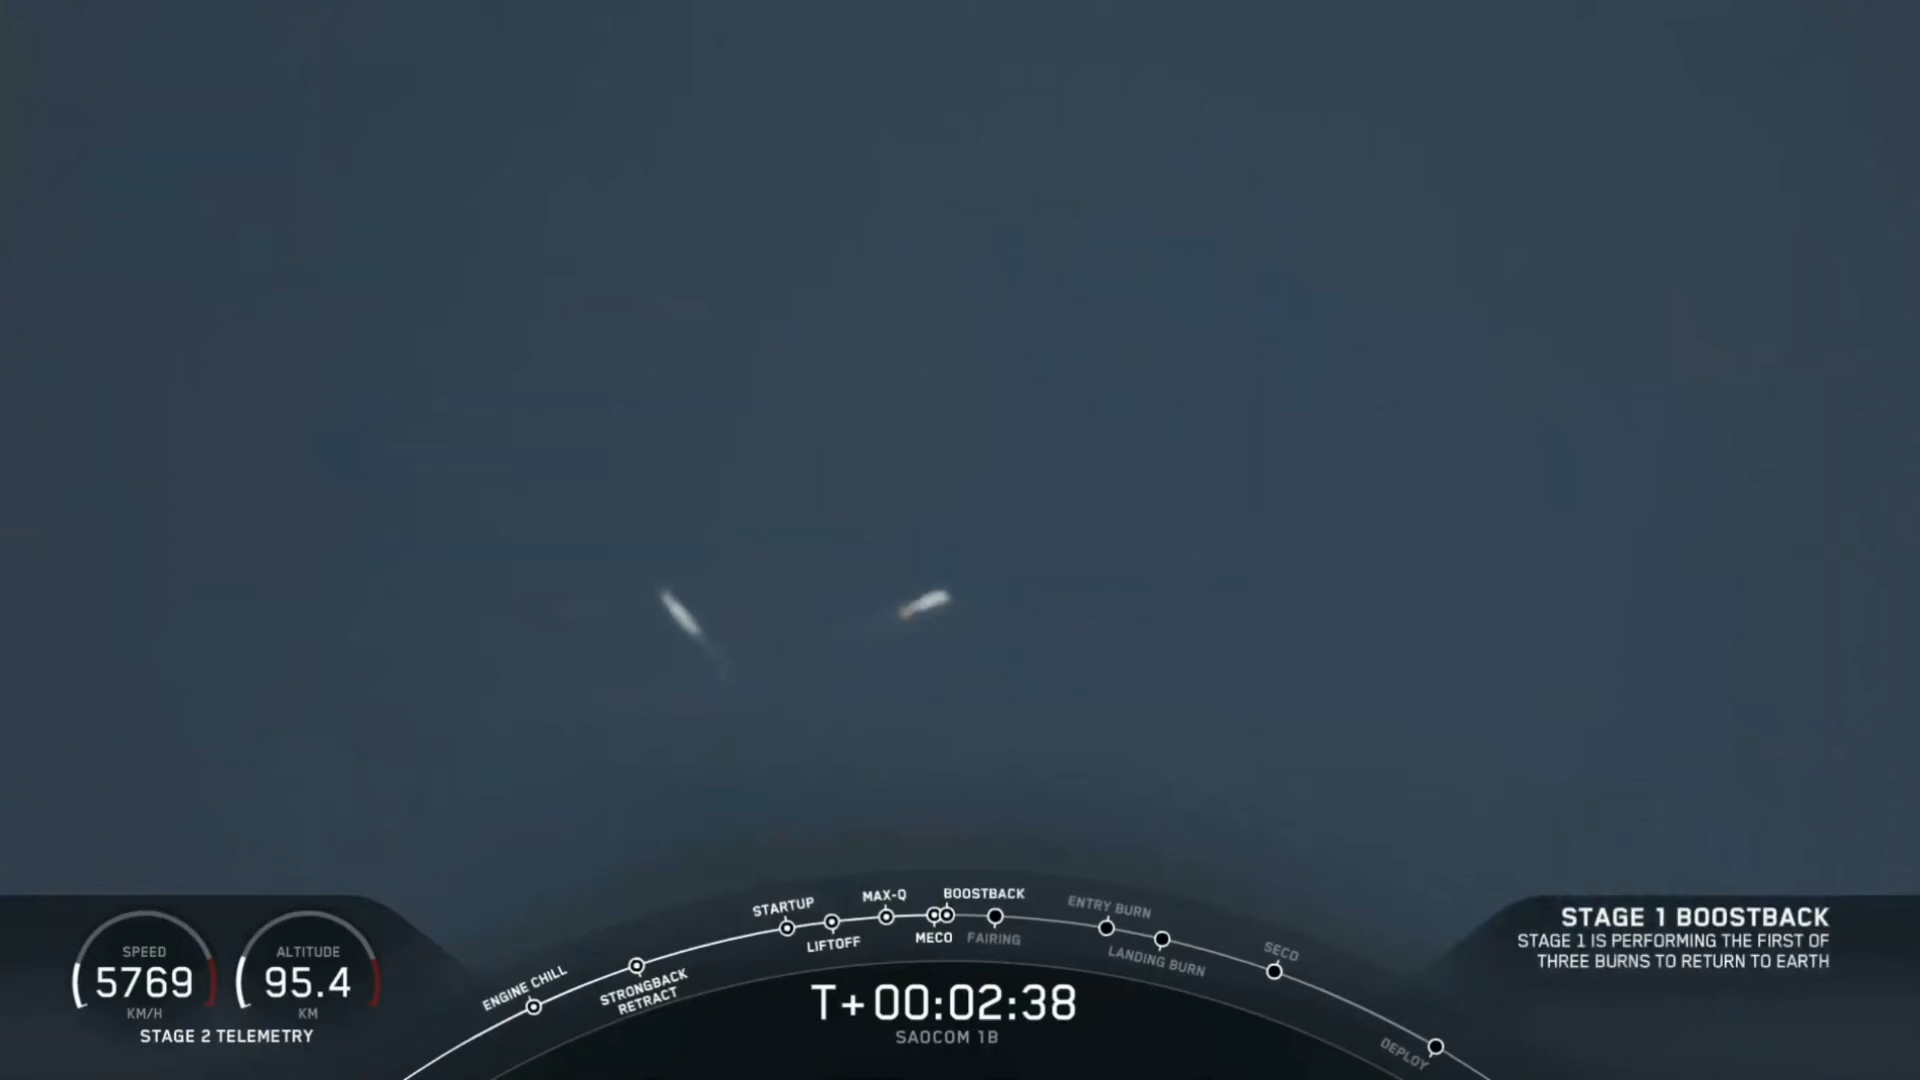 SPEED
5769
KM/H
ALTITUDE
95.4
KM
STAGE 2 TELEMETRY
ENGINE CHILL
STRONGBACK
RETRACT
STARTUP
LIFTOFF
MAX-Q
MECO
BOOSTBACK
FAIRING
ENTRY BURN
LANDING BURN
SECO
DEPLOY
T+00:02:38
SAOCOM 1B
STAGE 1 BOOSTBACK
STAGE 1 IS PERFORMING THE FIRST OF
THREE BURNS TO RETURN TO EARTH